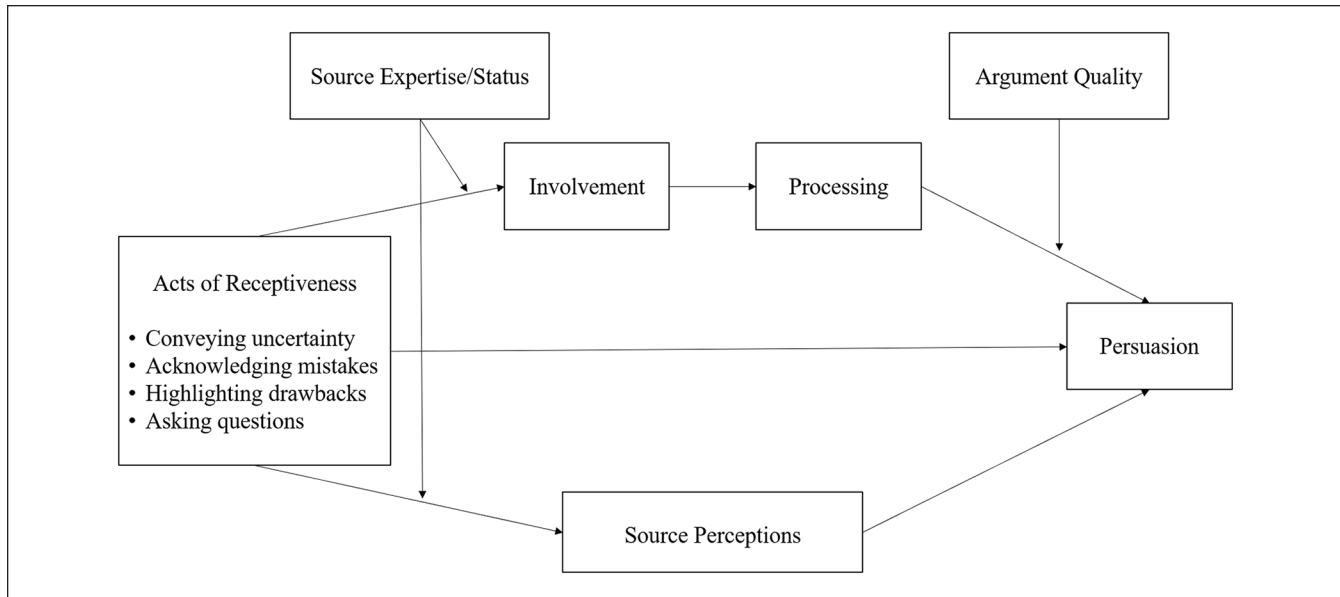 Source Expertise/Status
Argument Quality
Involvement
Processing
Acts of Receptiveness
• Conveying uncertainty
• Acknowledging mistakes
• Highlighting drawbacks
• Asking questions
Persuasion
Source Perceptions